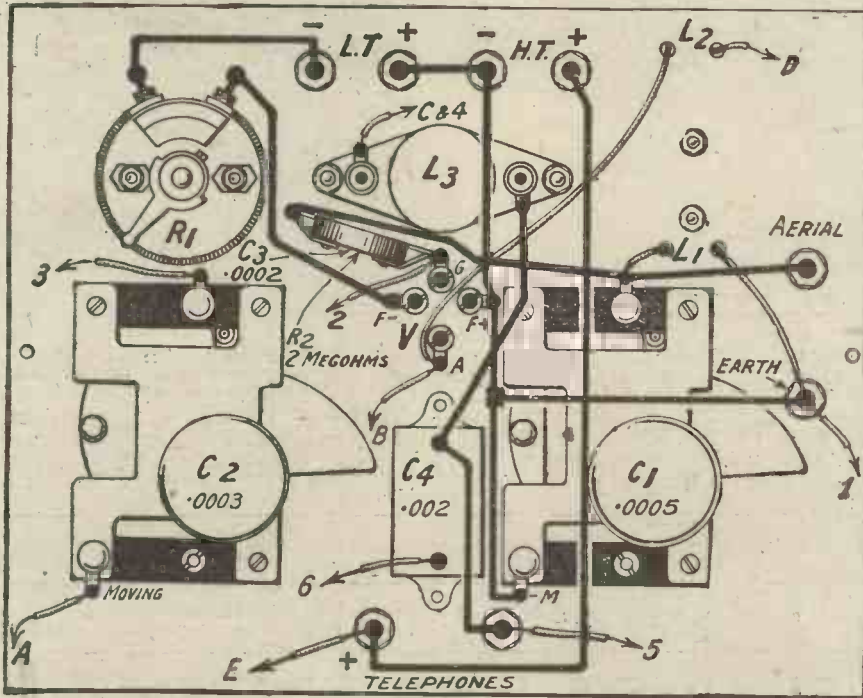 - L.T + - H.T. + L2
D
C&4
L3
R1
C3
.0002
G
L1
AERIAL
3
2
F-
F+
V
R2
2 MEGOHMS
A
EARTH
B
C2
.0003
C4
.002
C1
.0005
1
6
MOVING
M
A
E
+
5
TELEPHONES